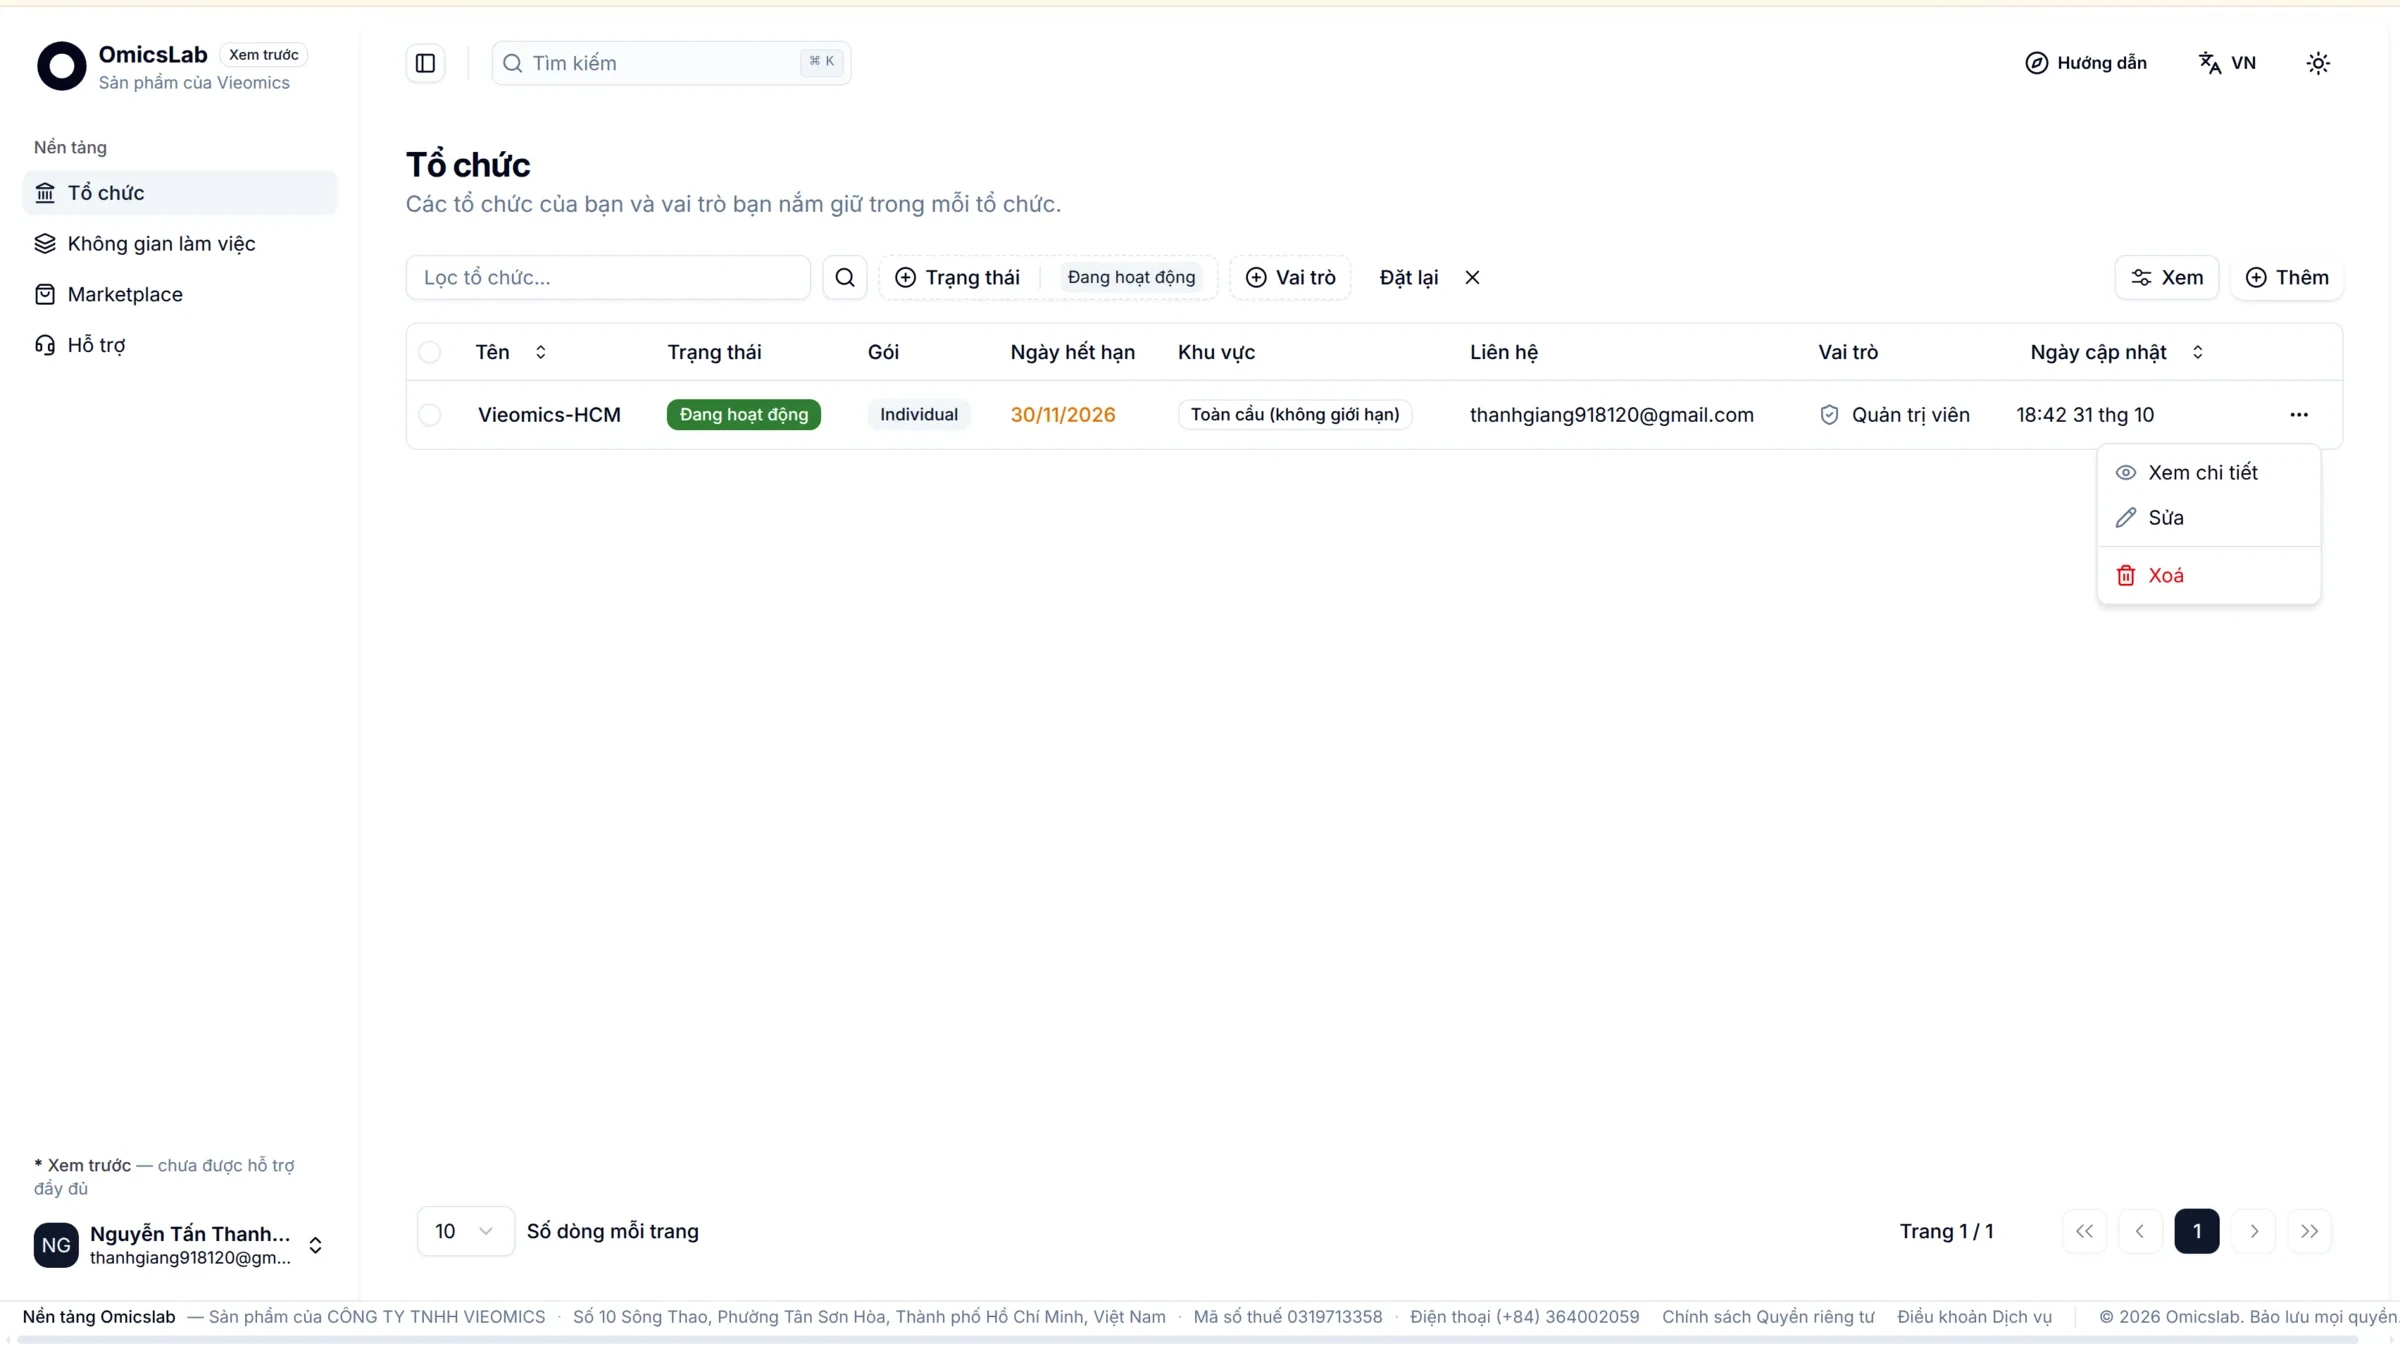 OmicsLab Xem trước
Sản phẩm của Vieomics
Nền tảng
Tổ chức
Không gian làm việc
Marketplace
Hỗ trợ
* Xem trước — chưa được hỗ trợ
đầy đủ
NG
Nguyễn Tấn Thanh...
thanhgiang918120@gm...
Tìm kiếm ⌘ K
Hướng dẫn VN
Tổ chức
Các tổ chức của bạn và vai trò bạn nắm giữ trong mỗi tổ chức.
Lọc tổ chức... Trạng thái Đang hoạt động Vai trò Đặt lại Xem Thêm
Tên Trạng thái Gói Ngày hết hạn Khu vực Liên hệ Vai trò Ngày cập nhật
Vieomics-HCM Đang hoạt động Individual 30/11/2026 Toàn cầu (không giới hạn) thanhgiang918120@gmail.com Quản trị viên 18:42 31 thg 10
Xem chi tiết
Sửa
Xoá
10 Số dòng mỗi trang Trang 1 / 1 1
Nền tảng Omicslab — Sản phẩm của CÔNG TY TNHH VIEOMICS · Số 10 Sông Thao, Phường Tân Sơn Hòa, Thành phố Hồ Chí Minh, Việt Nam · Mã số thuế 0319713358 · Điện thoại (+84) 364002059 Chính sách Quyền riêng tư Điều khoản Dịch vụ © 2026 Omicslab. Bảo lưu mọi quyền.